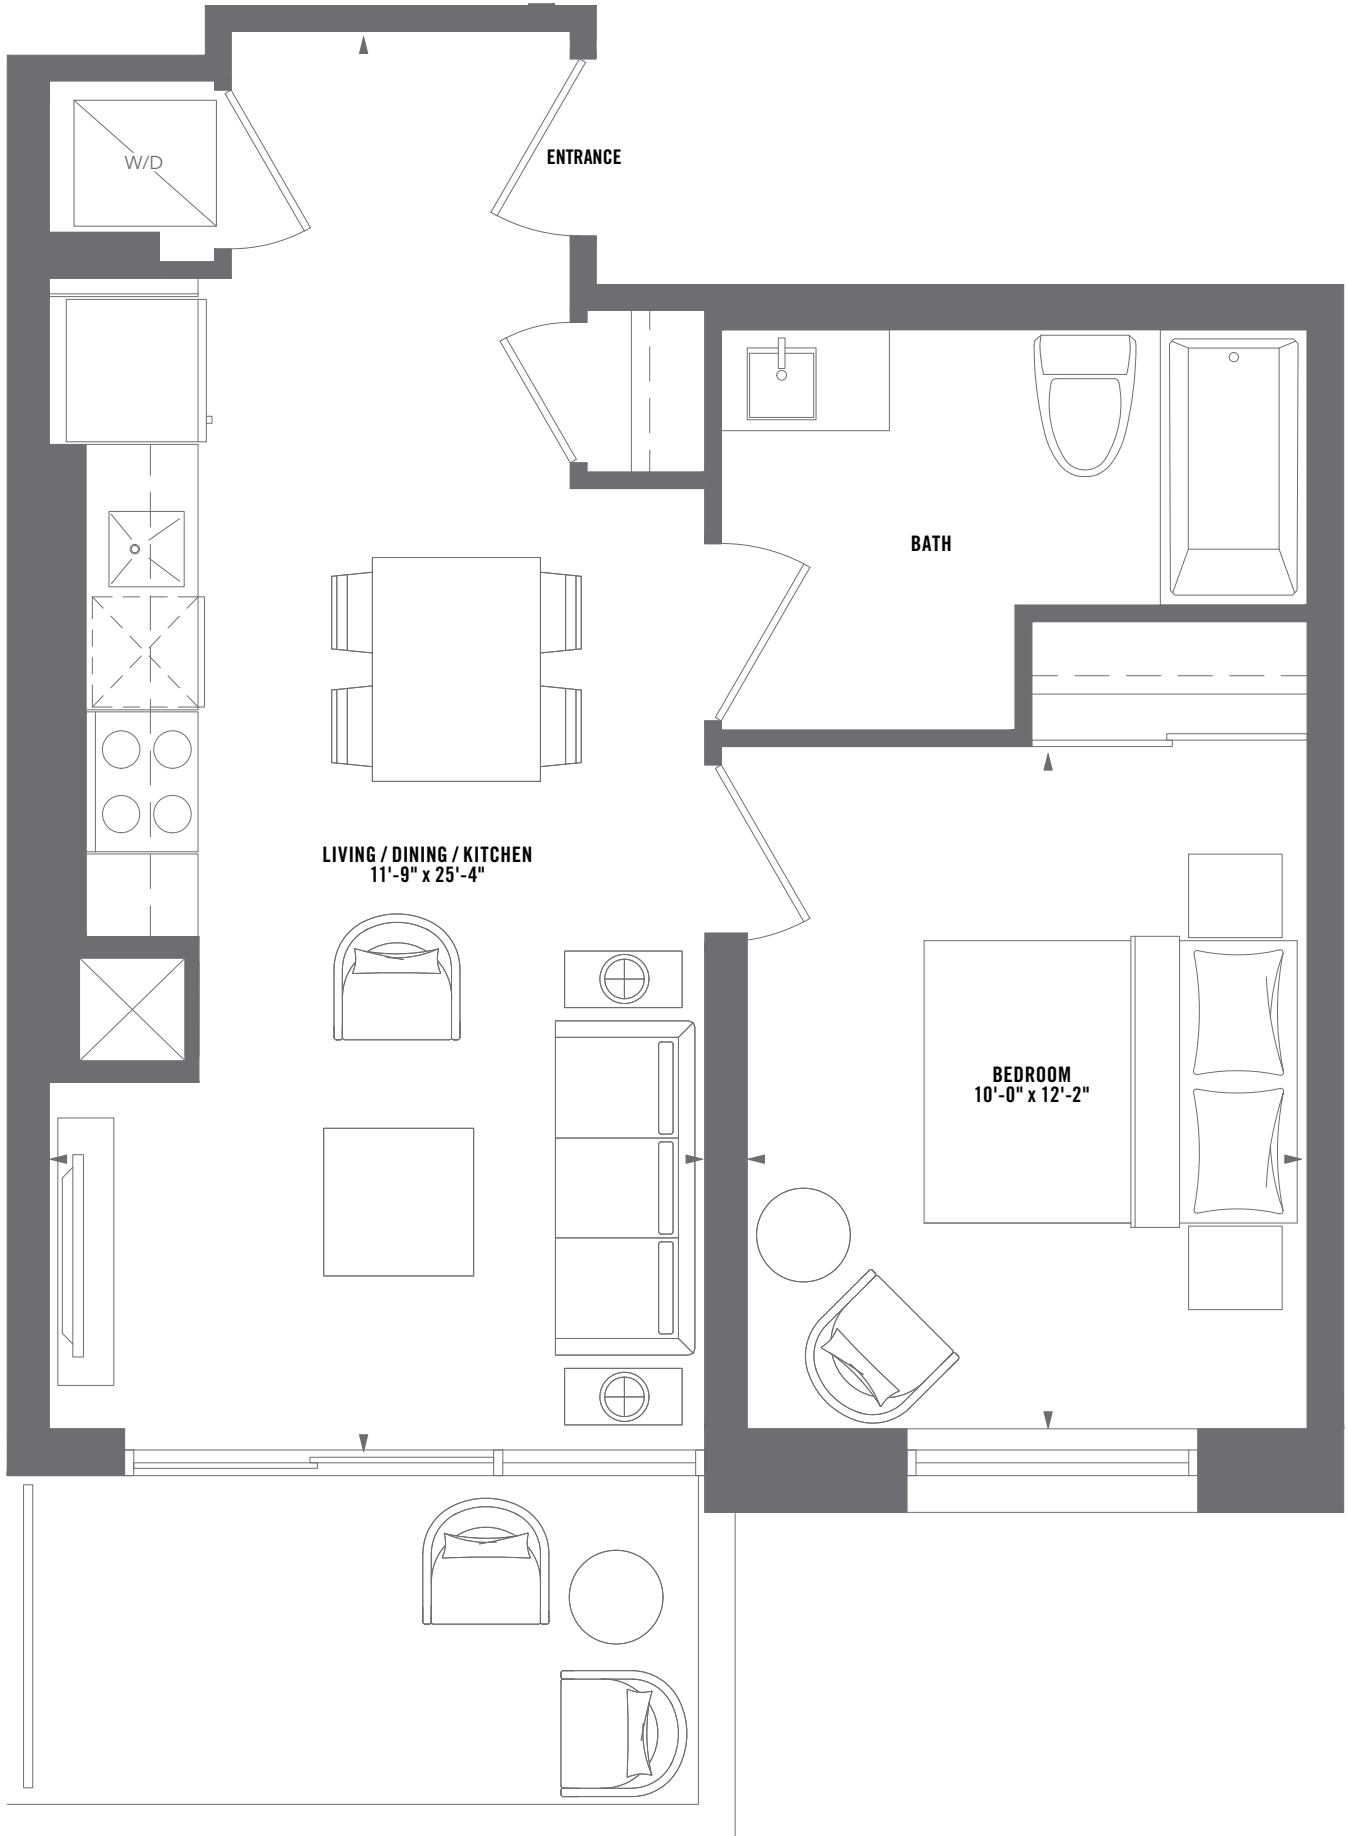 ENTRANCE
W/D
BATH
LIVING / DINING / KITCHEN
11'-9" x 25'-4"
BEDROOM
10'-0" x 12'-2"